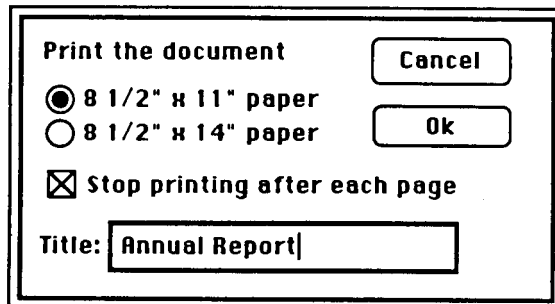 Print the document
Cancel
8 1/2" x 11" paper
8 1/2" x 14" paper
Ok
Stop printing after each page
Title: Annual Report